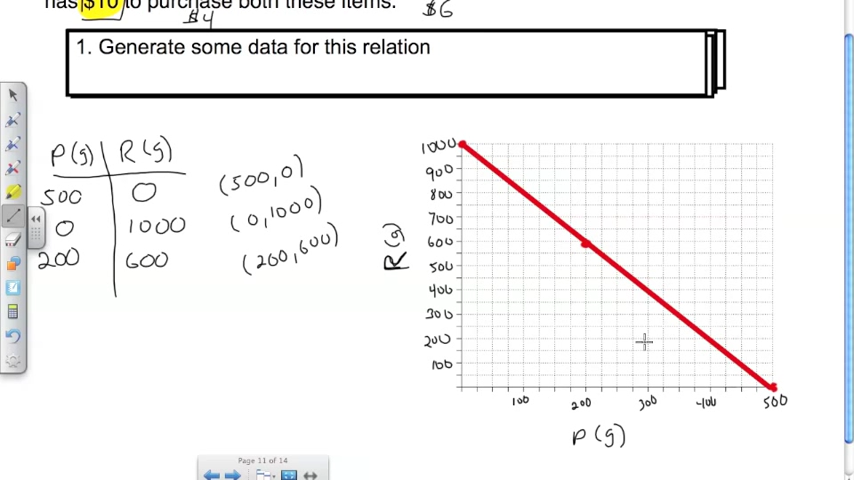 has $10 to purchase both these items.
$4
$6
1. Generate some data for this relation
P(g) R(g)
500 0 (500,0)
0 1000 (0,1000)
200 600 (200,600)
1000
900
800
700
600
500
400
300
200
100
R(g)
100 200 300 400 500
P(g)
Page 11 of 14